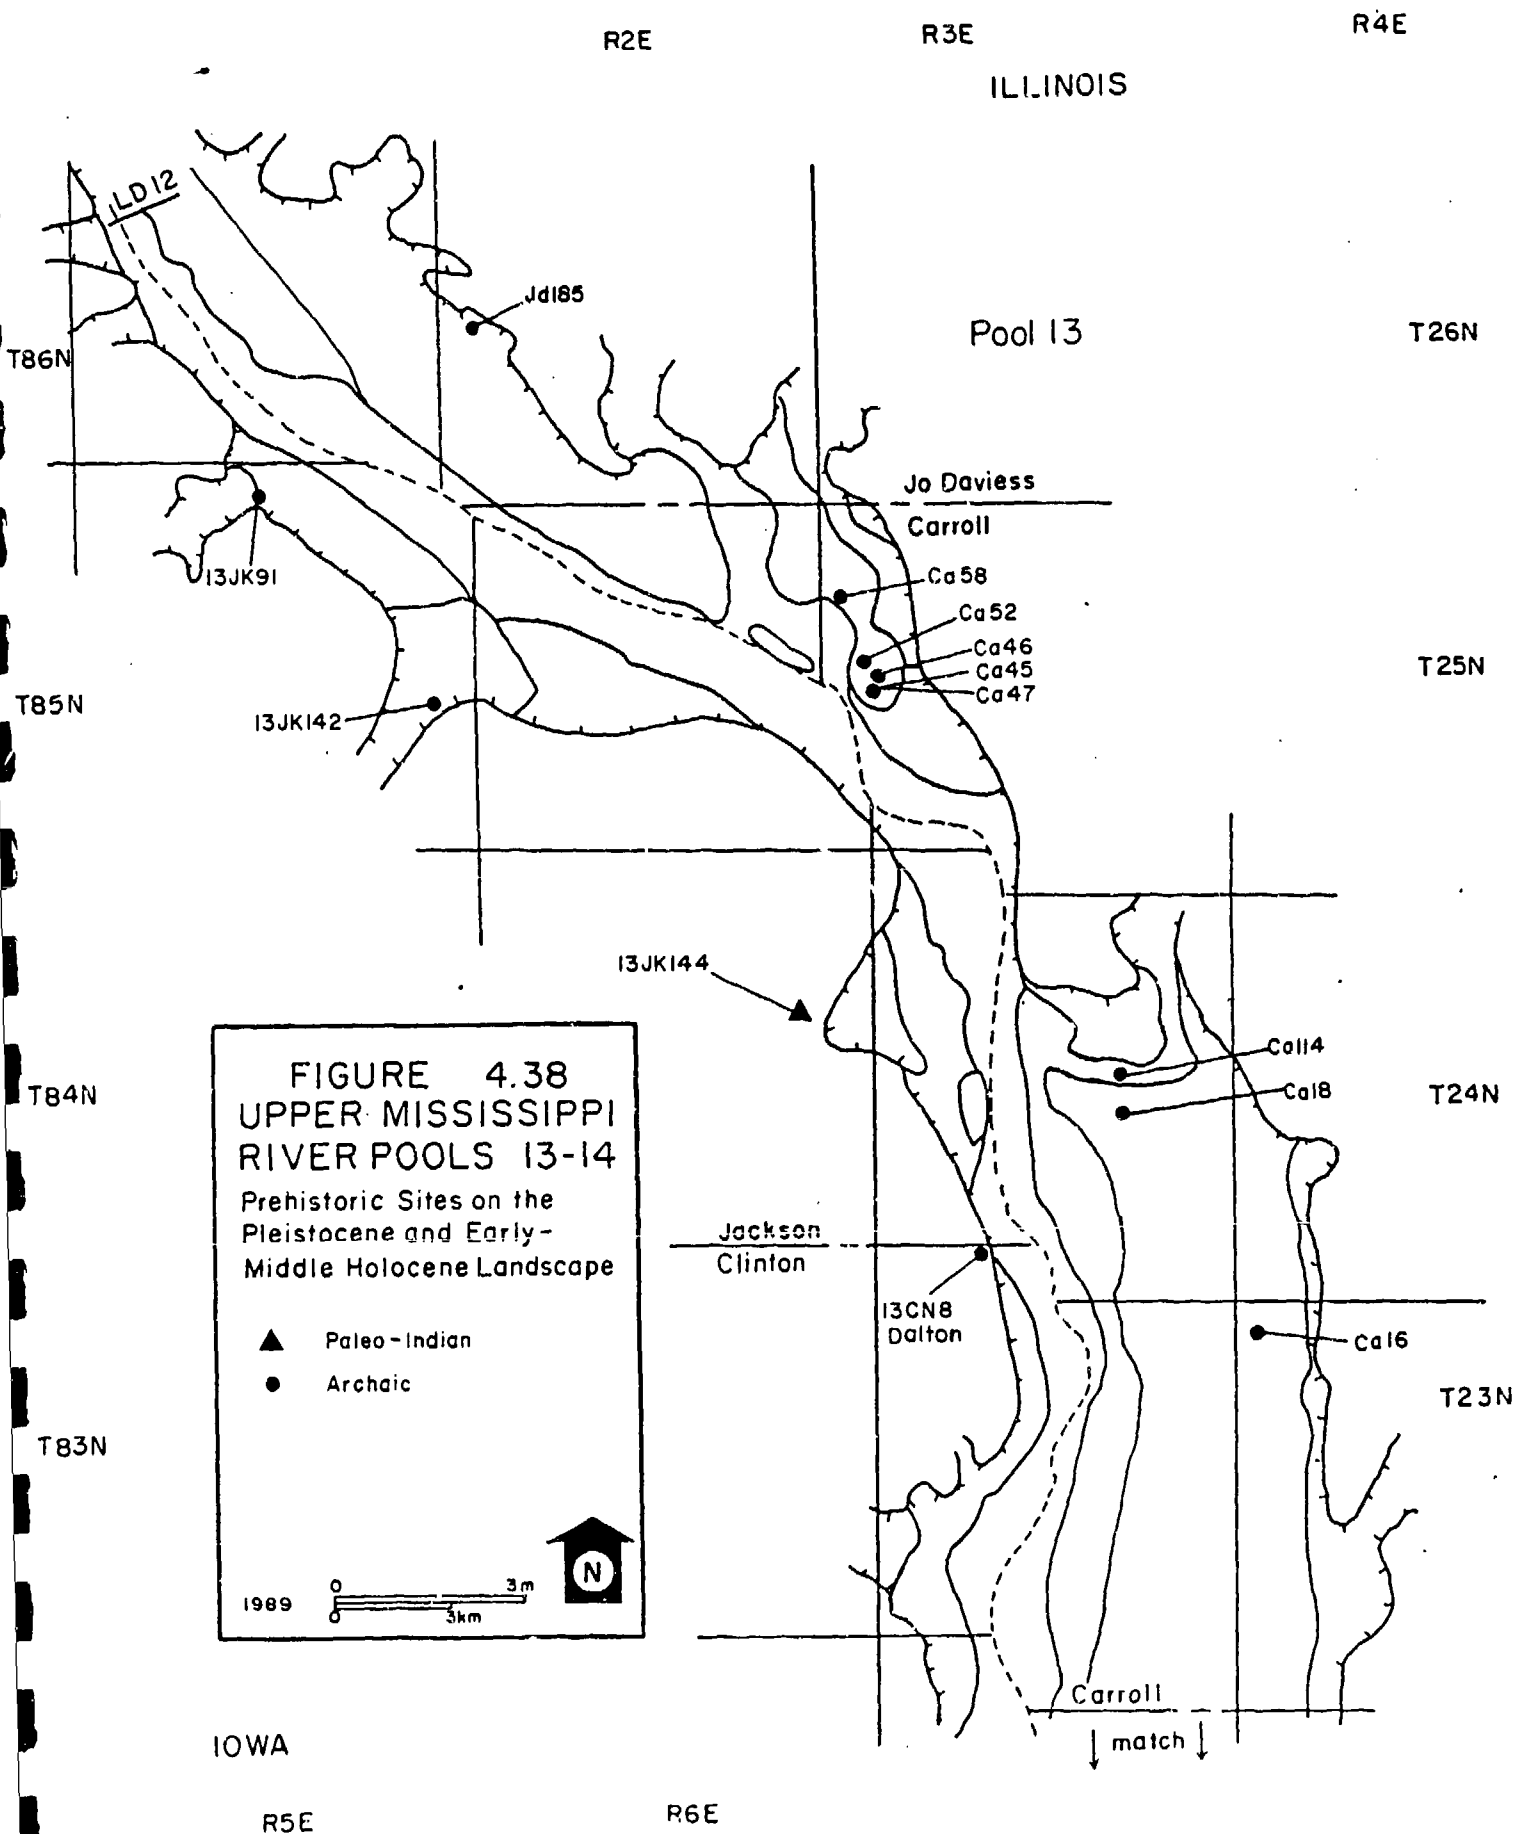 R2E
R3E
R4E
ILLINOIS
LD 12
Jd185
Pool 13
T86N
T26N
Jo Daviess
Carroll
13JK91
Ca58
Ca52
Ca46
Ca45
Ca47
T25N
T85N
13JK142
13JK144
FIGURE 4.38
UPPER MISSISSIPPI
RIVER POOLS 13-14
Prehistoric Sites on the
Pleistocene and Early-
Middle Holocene Landscape
Paleo-Indian
Archaic
1989
0
3m
0
3km
N
Ca114
Ca18
T84N
T24N
Jackson
Clinton
13CN8
Dalton
Ca16
T23N
T83N
Carroll
match
IOWA
R5E
R6E